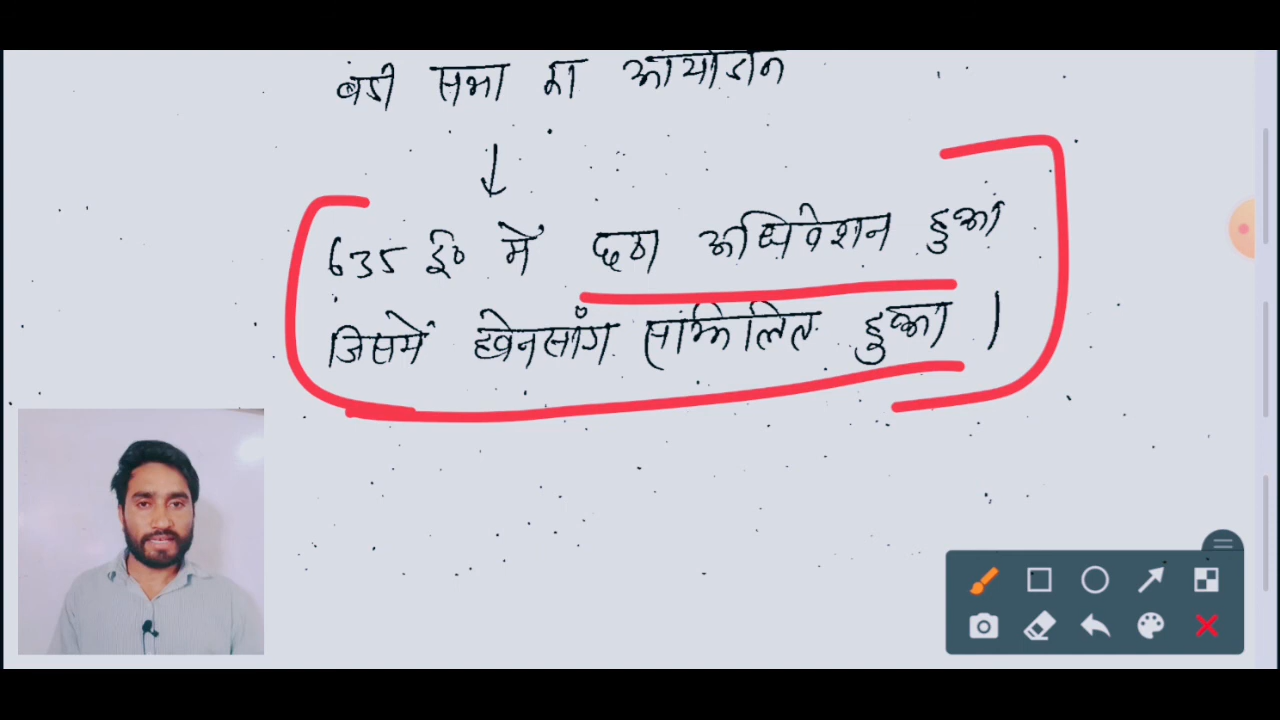 बडी सभा का आयोजन
635 ई० में छठा अधिवेशन हुआ
जिसमें ह्वेनसाँग सम्मिलित हुआ ।